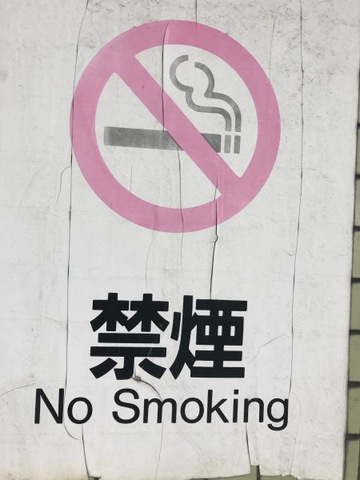 禁煙
No Smoking